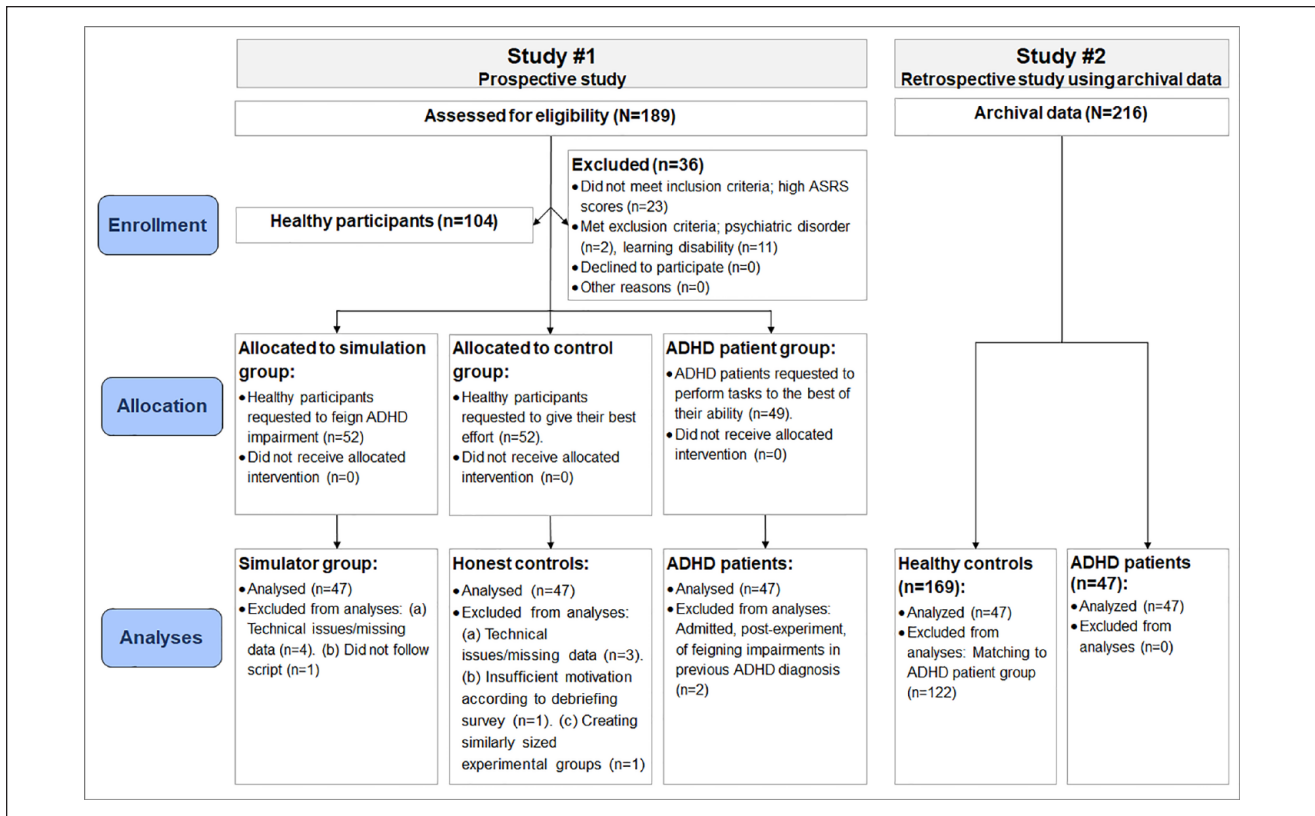 Study #1
Prospective study
Study #2
Retrospective study using archival data
Assessed for eligibility (N=189)
Archival data (N=216)
Enrollment
Healthy participants (n=104)
Excluded (n=36)
•Did not meet inclusion criteria; high ASRS
scores (n=23)
•Met exclusion criteria; psychiatric disorder
(n=2), learning disability (n=11)
•Declined to participate (n=0)
•Other reasons (n=0)
Allocation
Allocated to simulation
group:
•Healthy participants
requested to feign ADHD
impairment (n=52)
•Did not receive allocated
intervention (n=0)
Allocated to control
group:
•Healthy participants
requested to give their best
effort (n=52).
•Did not receive allocated
intervention (n=0)
ADHD patient group:
•ADHD patients requested to
perform tasks to the best of
their ability (n=49).
•Did not receive allocated
intervention (n=0)
Analyses
Simulator group:
•Analysed (n=47)
•Excluded from analyses: (a)
Technical issues/missing
data (n=4). (b) Did not follow
script (n=1)
Honest controls:
•Analysed (n=47)
•Excluded from analyses:
(a) Technical
issues/missing data (n=3).
(b) Insufficient motivation
according to debriefing
survey (n=1). (c) Creating
similarly sized
experimental groups (n=1)
ADHD patients:
•Analysed (n=47)
•Excluded from analyses:
Admitted, post-experiment,
of feigning impairments in
previous ADHD diagnosis
(n=2)
Healthy controls
(n=169):
•Analyzed (n=47)
•Excluded from
analyses: Matching to
ADHD patient group
(n=122)
ADHD patients
(n=47):
•Analyzed (n=47)
•Excluded from
analyses (n=0)